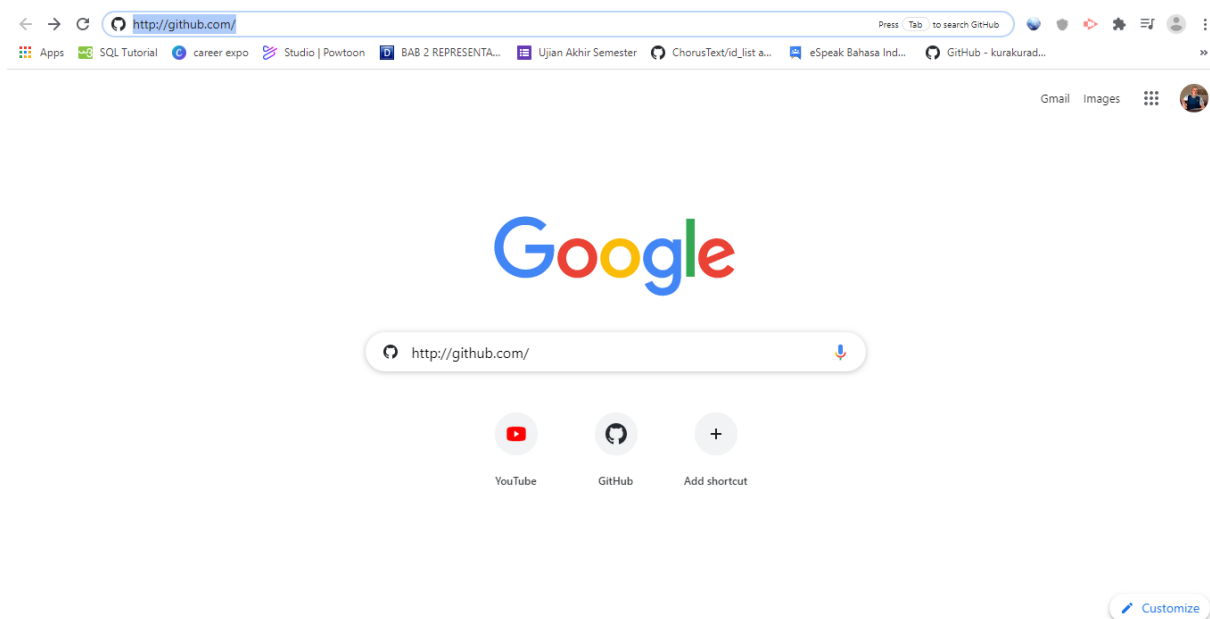 http://github.com/ Press Tab to search GitHub
Apps SQL Tutorial career expo Studio | Powtoon BAB 2 REPRESENTA... Ujian Akhir Semester ChorusText/id_list a... eSpeak Bahasa Ind... GitHub - kurakurad... »
Gmail Images
Google
http://github.com/
YouTube GitHub Add shortcut
Customize